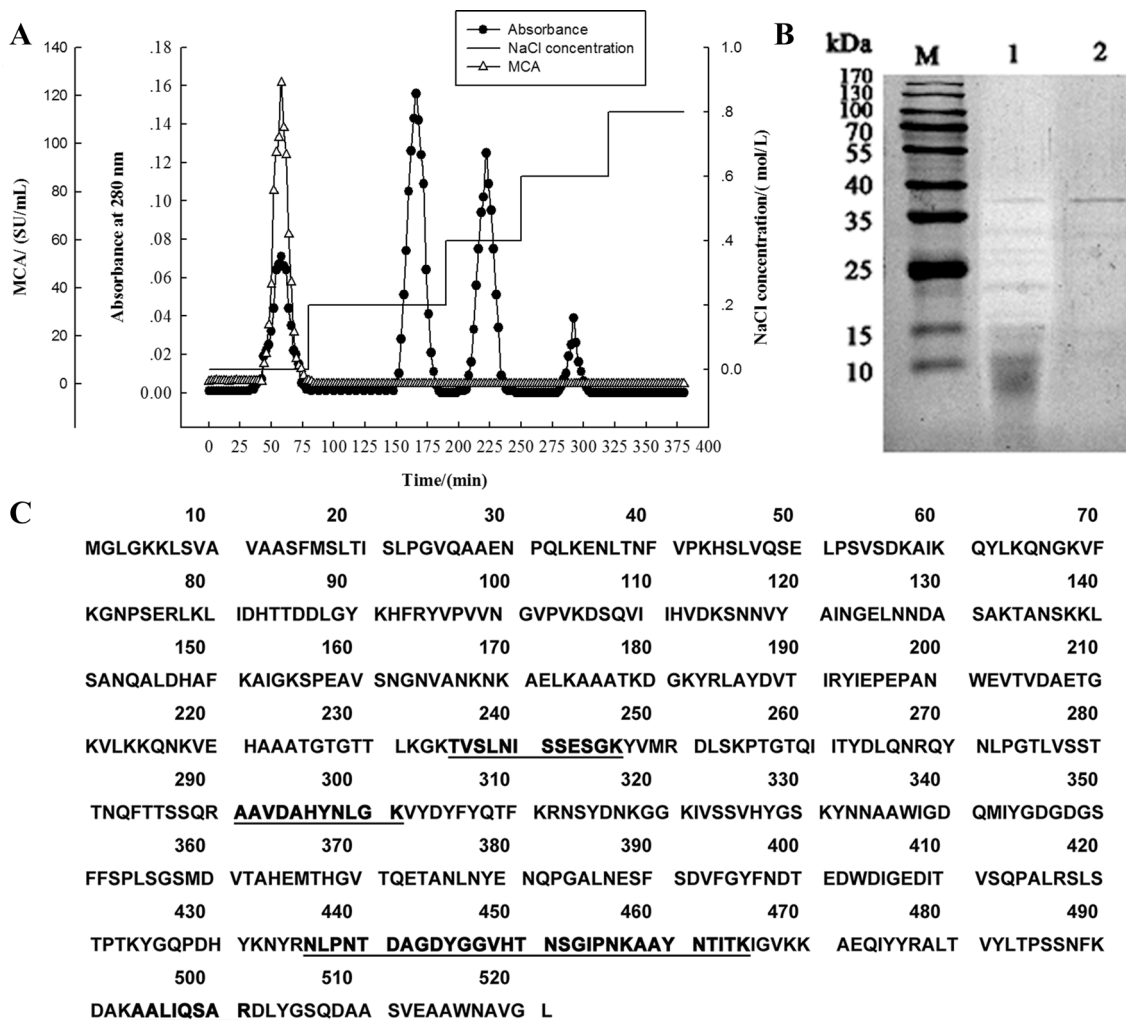 A
B
Absorbance
NaCl concentration
MCA
MCA/ (SU/mL)
140
120
100
80
60
40
20
0
Absorbance at 280 nm
.18
.16
.14
.12
.10
.08
.06
.04
.02
0.00
NaCl concentration/( mol/L)
1.0
.8
.6
.4
.2
0.0
0 25 50 75 100 125 150 175 200 225 250 275 300 325 350 375 400
Time/(min)
kDa M 1 2
170
130
100
70
55
40
35
25
15
10
C
10 20 30 40 50 60 70
MGLGKKLSVA VAASFMSLTI SLPGVQAAEN PQLKENLTNF VPKHSLVQSE LPSVSDKAIK QYLKQNGKVF
80 90 100 110 120 130 140
KGNPSERLKL IDHTTDDLGY KHFRYVPVVN GVPVKDSQVI IHVDKSNNVY AINGELNNDA SAKTANSKKL
150 160 170 180 190 200 210
SANQALDHAF KAIGKSPEAV SNGNVANKNK AELKAAATKD GKYRLAYDVT IRYIEPEPAN WEVTVDAETG
220 230 240 250 260 270 280
KVLKKQNKVE HAAATGTGTT LKGKTVSLNI SSESGKYVMR DLSKPTGTQI ITYDLQNRQY NLPGTLVSST
290 300 310 320 330 340 350
TNQFTTSSQR AAVDAHYNLG KVYDYFYQTF KRNSYDNKGG KIVSSVHYGS KYNNAAWIGD QMIYGDGDGS
360 370 380 390 400 410 420
FFSPLSGSMD VTAHEMTHGV TQETANLNYE NQPGALNESF SDVFGYFNDT EDWDIGEDIT VSQPALRSLS
430 440 450 460 470 480 490
TPTKYGQPDH YKNYRNLPNT DAGDYGGVHT NSGIPNKAAY NTITKIGVKK AEQIYYRALT VYLTPSSNFK
500 510 520
DAKAALIQSA RDLYGSQDAA SVEAAWNAVG L